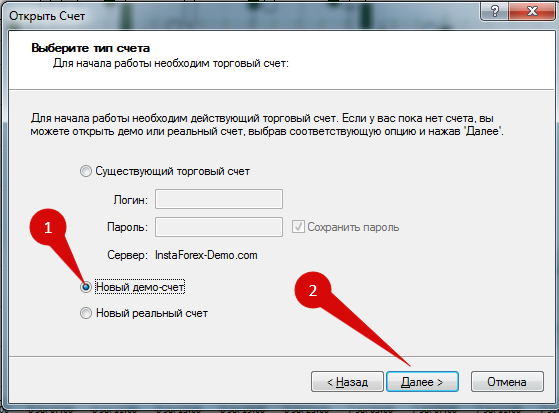 Открыть Счет
Выберите тип счета
Для начала работы необходим торговый счет:
Для начала работы необходим действующий торговый счет. Если у вас пока нет счета, вы
можете открыть демо или реальный счет, выбрав соответствующую опцию и нажав 'Далее'.
Существующий торговый счет
Логин:
Пароль:
Сохранить пароль
1
Сервер: InstaForex-Demo.com
Новый демо-счет
2
Новый реальный счет
< Назад Далее > Отмена